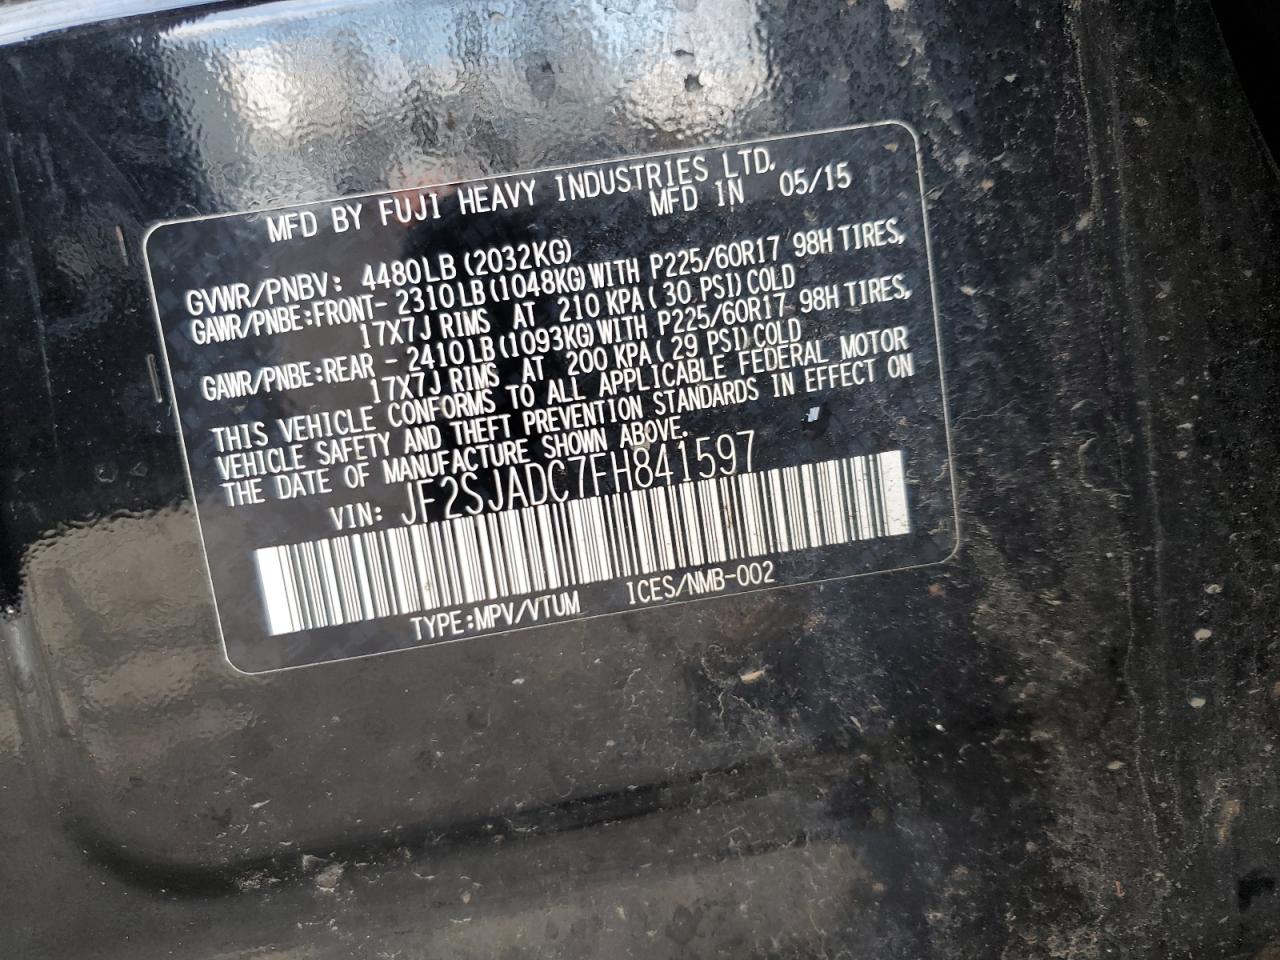 MFD BY FUJI HEAVY INDUSTRIES LTD.
MFD IN 05/15
GVWR/PNBV: 4480LB (2032KG)
GAWR/PNBE:FRONT- 2310LB (1048KG) WITH P225/60R17 98H TIRES,
17X7J RIMS AT 210 KPA( 30 PSI) COLD
GAWR/PNBE:REAR - 2410LB (1093KG) WITH P225/60R17 98H TIRES,
17X7J RIMS AT 200 KPA( 29 PSI) COLD
THIS VEHICLE CONFORMS TO ALL APPLICABLE FEDERAL MOTOR
VEHICLE SAFETY AND THEFT PREVENTION STANDARDS IN EFFECT ON
THE DATE OF MANUFACTURE SHOWN ABOVE.
VIN: JF2SJADC7FH841597
TYPE:MPV/VTUM ICES/NMB-002